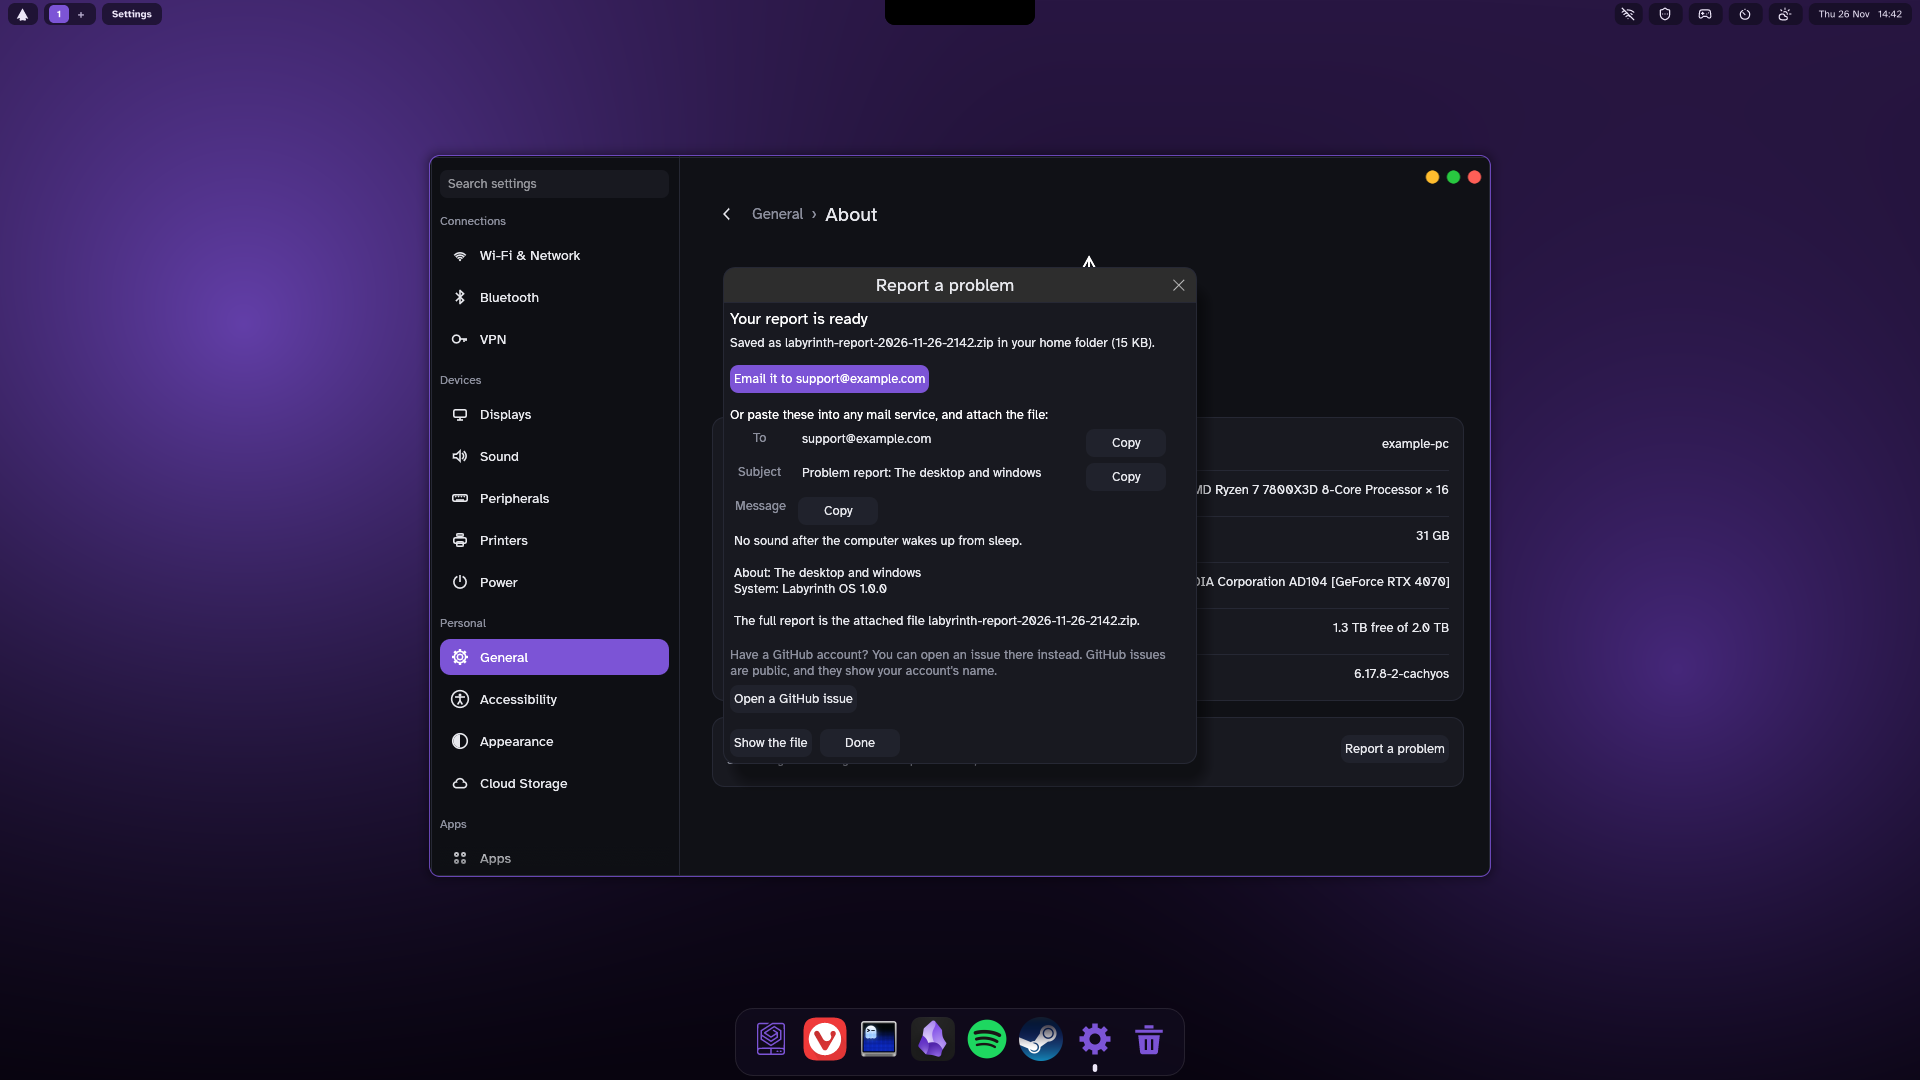 1
+
Settings
Thu 26 Nov 14:42
Search settings
Connections
Wi-Fi & Network
Bluetooth
VPN
Devices
Displays
Sound
Peripherals
Printers
Power
Personal
General
Accessibility
Appearance
Cloud Storage
Apps
Apps
General › About
Report a problem
Your report is ready
Saved as labyrinth-report-2026-11-26-2142.zip in your home folder (15 KB).
Email it to support@example.com
Or paste these into any mail service, and attach the file:
To support@example.com Copy
Subject Problem report: The desktop and windows Copy
Message Copy
No sound after the computer wakes up from sleep.
About: The desktop and windows
System: Labyrinth OS 1.0.0
The full report is the attached file labyrinth-report-2026-11-26-2142.zip.
Have a GitHub account? You can open an issue there instead. GitHub issues
are public, and they show your account's name.
Open a GitHub issue
Show the file Done
example-pc
MD Ryzen 7 7800X3D 8-Core Processor × 16
31 GB
DIA Corporation AD104 [GeForce RTX 4070]
1.3 TB free of 2.0 TB
6.17.8-2-cachyos
Report a problem